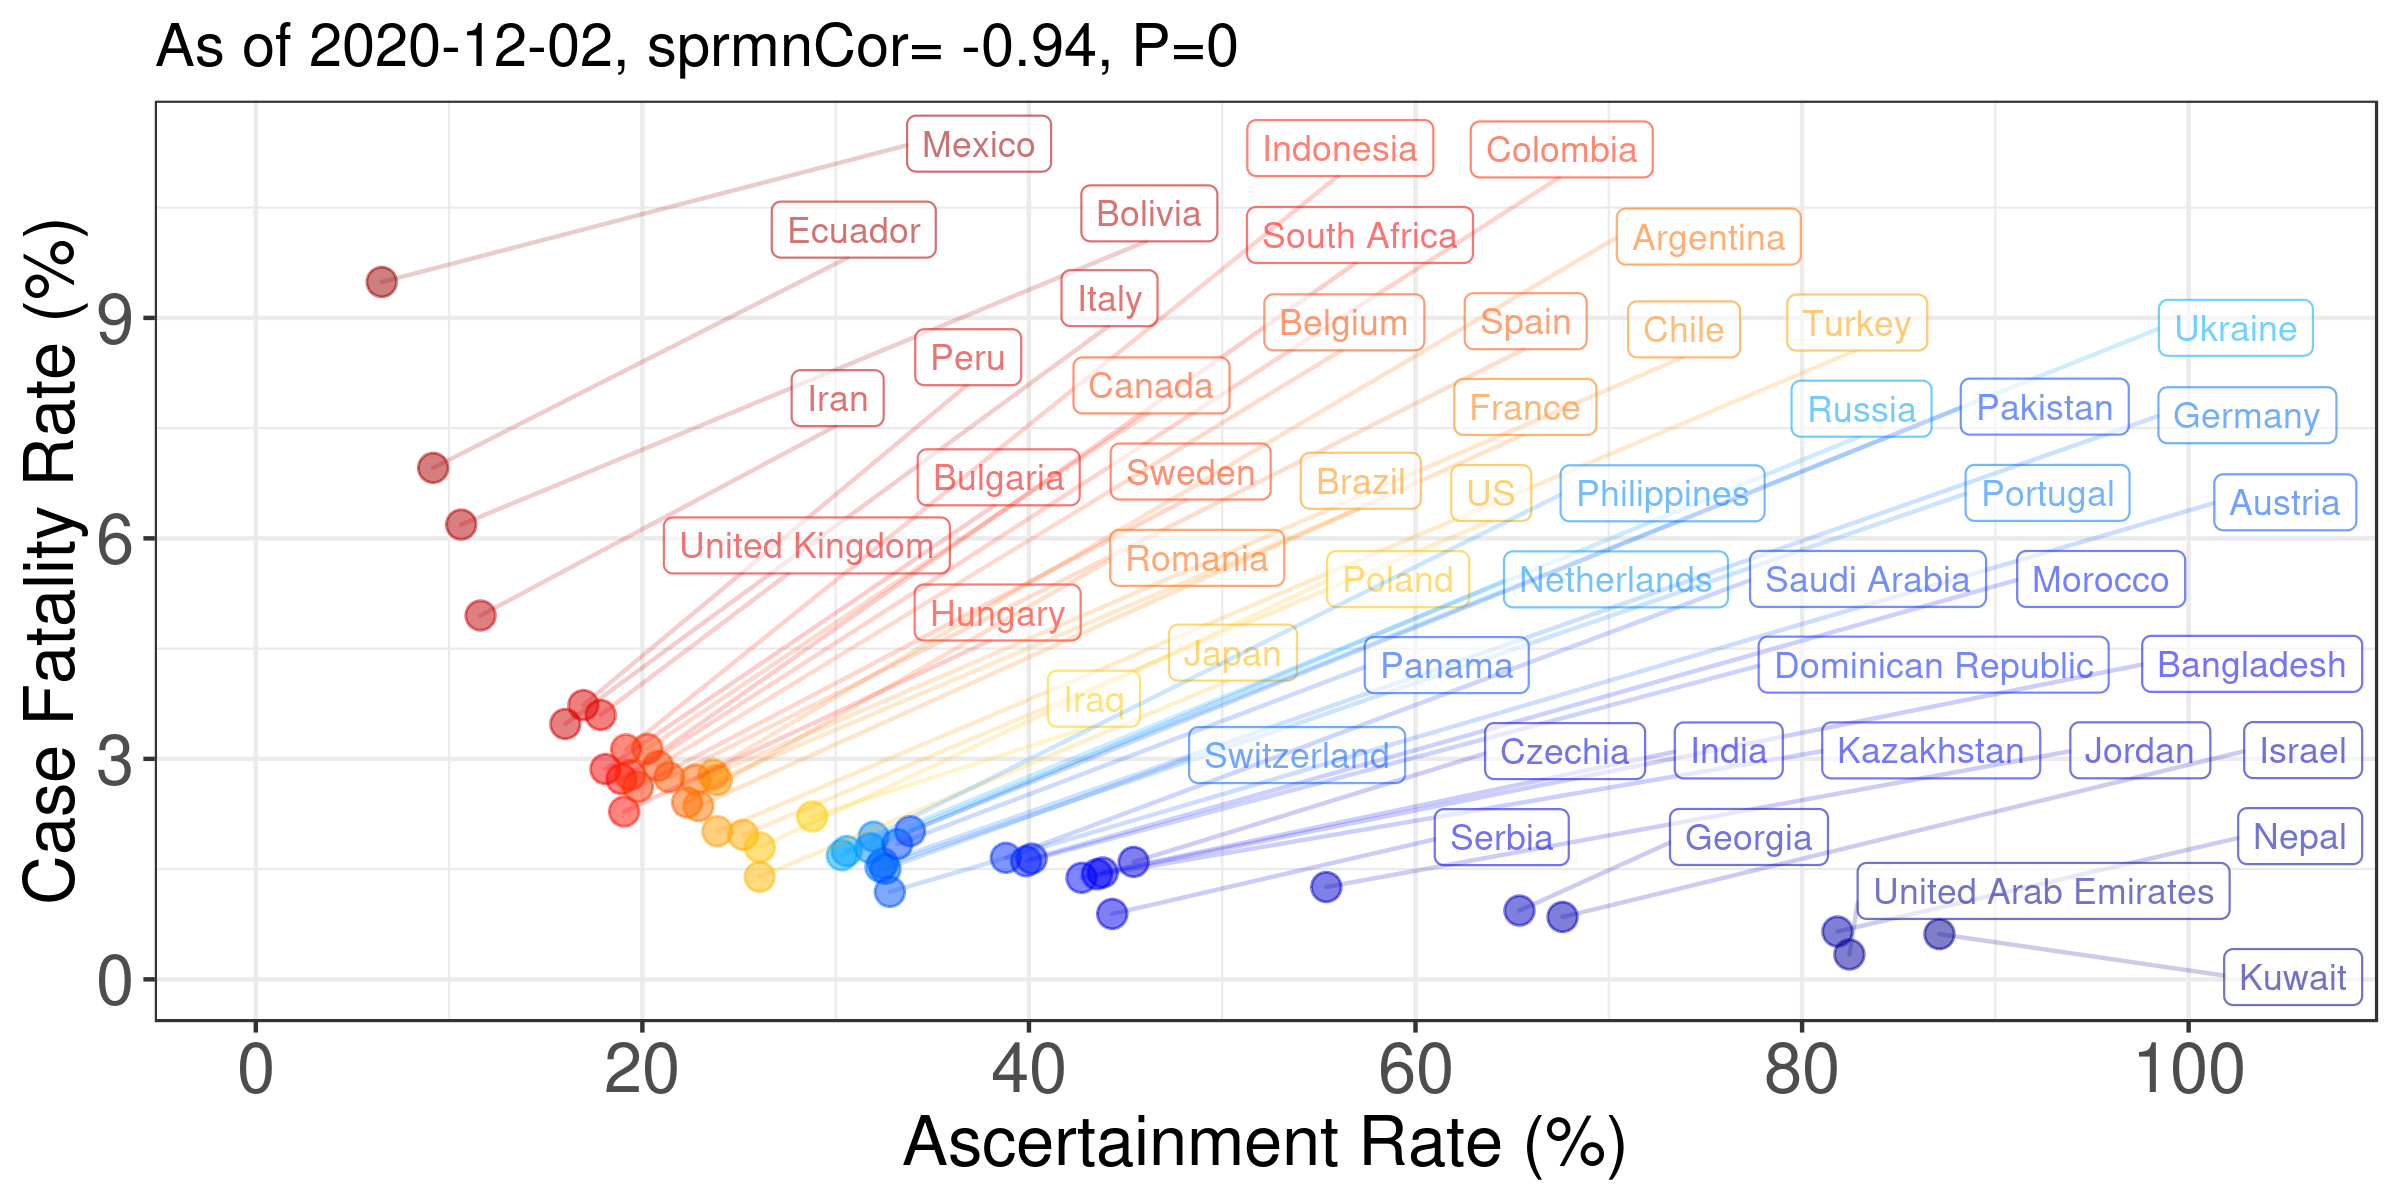 As of 2020-12-02, sprmnCor= -0.94, P=0
Mexico
Indonesia
Colombia
Bolivia
Ecuador
South Africa
Argentina
Italy
Belgium
Spain
Chile
Turkey
Ukraine
Peru
Canada
Iran
France
Russia
Pakistan
Germany
Bulgaria
Sweden
Brazil
US
Philippines
Portugal
Austria
United Kingdom
Romania
Poland
Netherlands
Saudi Arabia
Morocco
Hungary
Japan
Panama
Dominican Republic
Bangladesh
Iraq
Switzerland
Czechia
India
Kazakhstan
Jordan
Israel
Serbia
Georgia
Nepal
United Arab Emirates
Kuwait
Case Fatality Rate (%)
9
6
3
0
0
20
40
60
80
100
Ascertainment Rate (%)